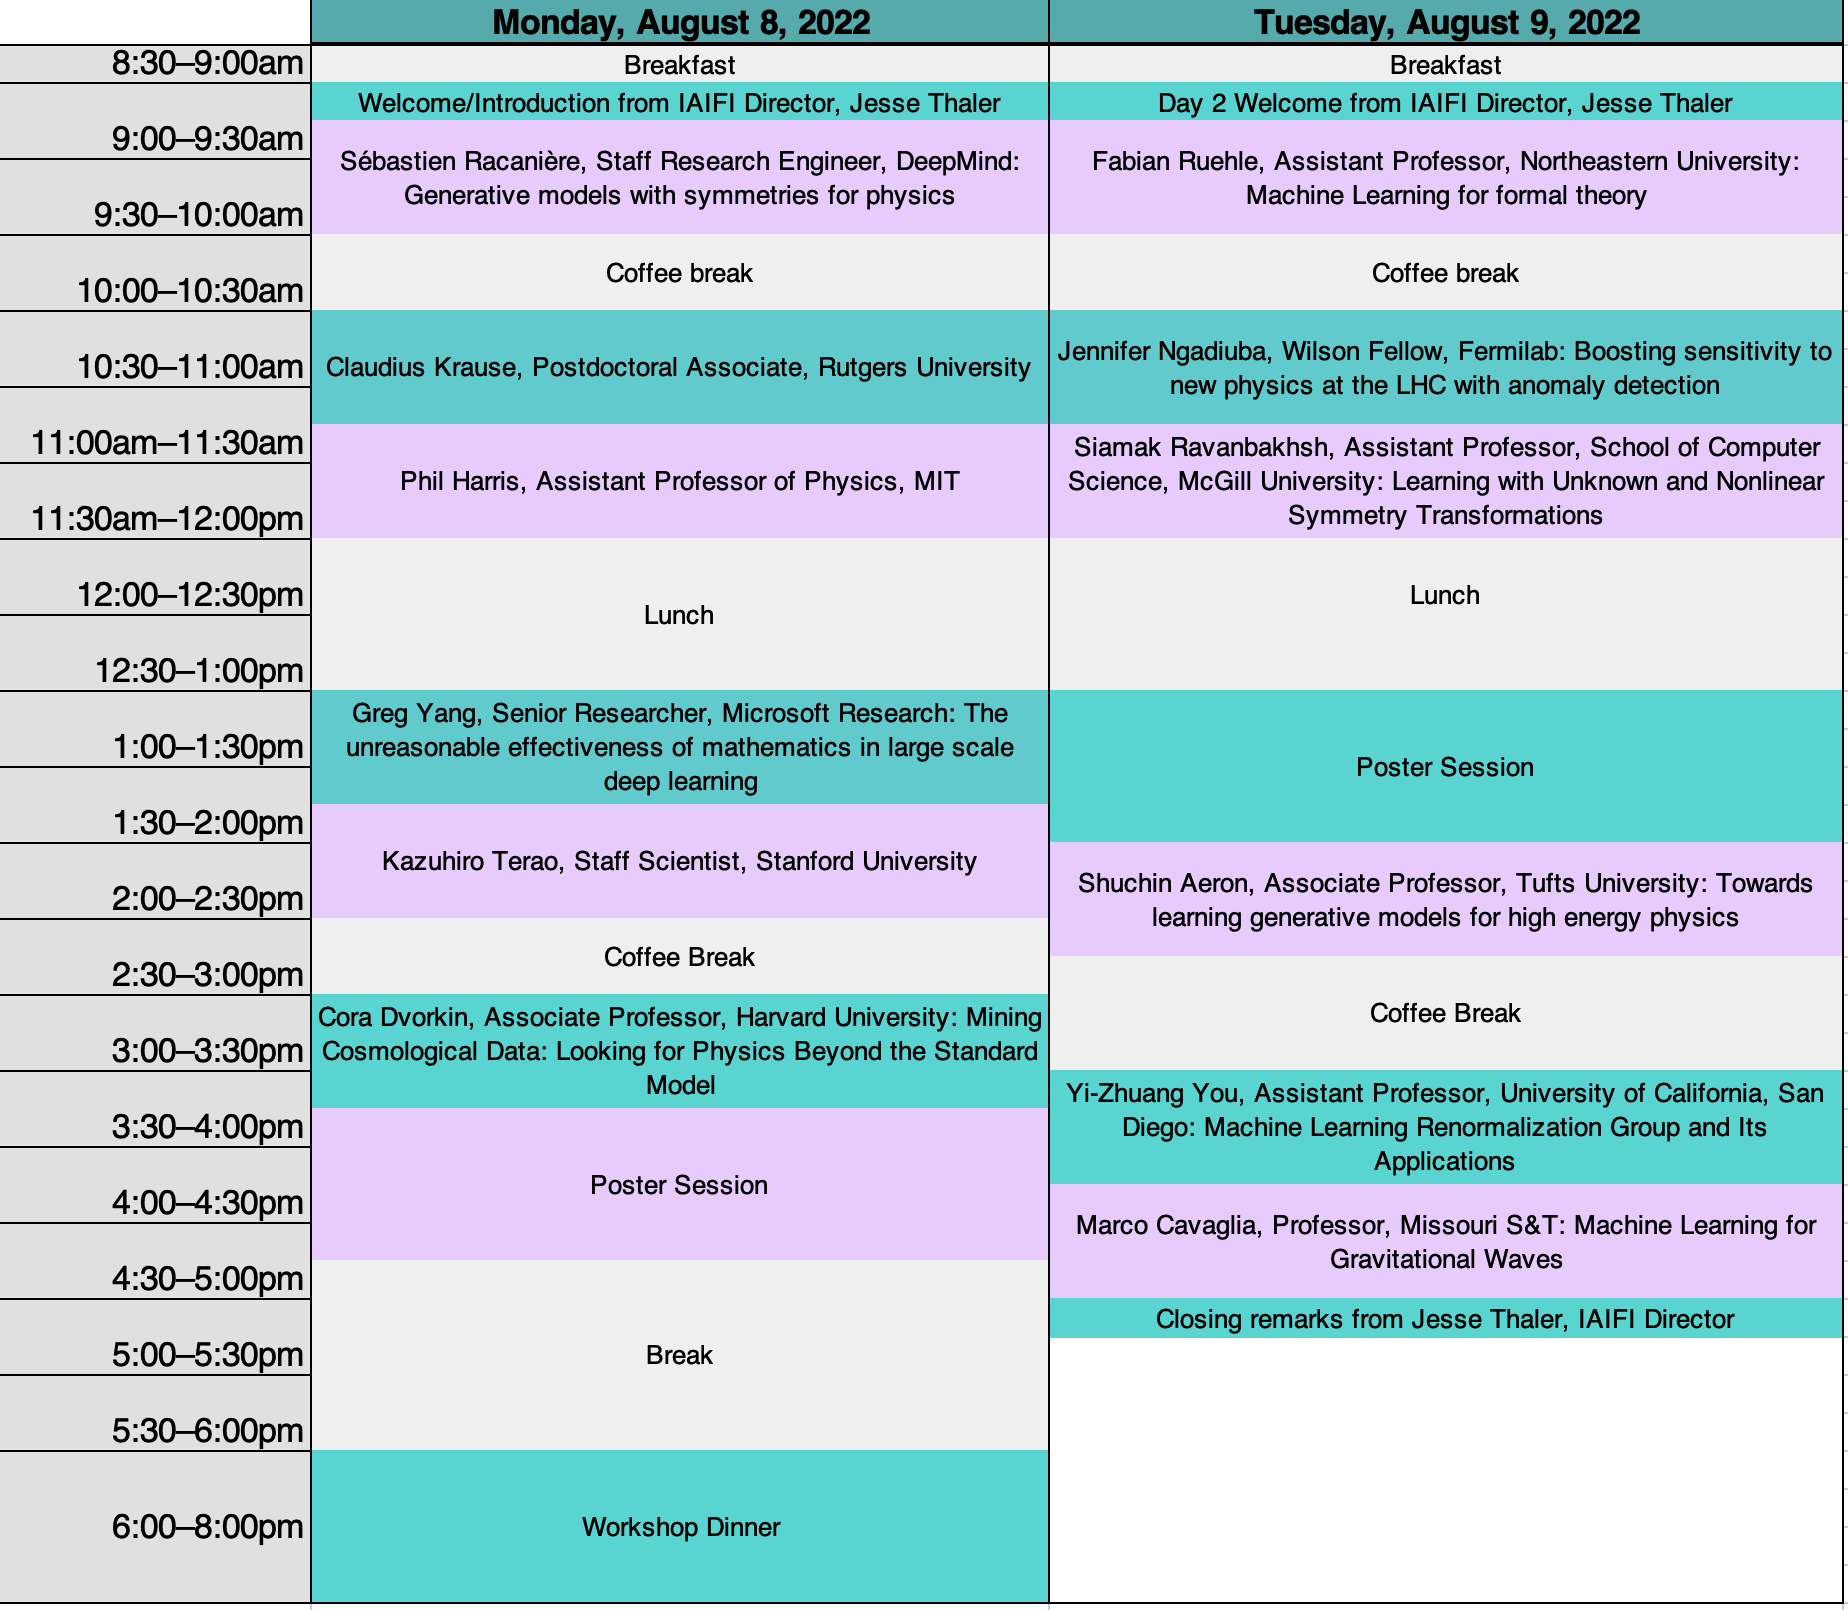 Monday, August 8, 2022
Tuesday, August 9, 2022
8:30–9:00am
Breakfast
Breakfast
Welcome/Introduction from IAIFI Director, Jesse Thaler
Day 2 Welcome from IAIFI Director, Jesse Thaler
9:00–9:30am
Sébastien Racanière, Staff Research Engineer, DeepMind:
Generative models with symmetries for physics
Fabian Ruehle, Assistant Professor, Northeastern University:
Machine Learning for formal theory
9:30–10:00am
10:00–10:30am
Coffee break
Coffee break
10:30–11:00am
Claudius Krause, Postdoctoral Associate, Rutgers University
Jennifer Ngadiuba, Wilson Fellow, Fermilab: Boosting sensitivity to
new physics at the LHC with anomaly detection
11:00am–11:30am
Phil Harris, Assistant Professor of Physics, MIT
Siamak Ravanbakhsh, Assistant Professor, School of Computer
Science, McGill University: Learning with Unknown and Nonlinear
Symmetry Transformations
11:30am–12:00pm
12:00–12:30pm
Lunch
Lunch
12:30–1:00pm
1:00–1:30pm
Greg Yang, Senior Researcher, Microsoft Research: The
unreasonable effectiveness of mathematics in large scale
deep learning
Poster Session
1:30–2:00pm
Kazuhiro Terao, Staff Scientist, Stanford University
2:00–2:30pm
Shuchin Aeron, Associate Professor, Tufts University: Towards
learning generative models for high energy physics
2:30–3:00pm
Coffee Break
Coffee Break
3:00–3:30pm
Cora Dvorkin, Associate Professor, Harvard University: Mining
Cosmological Data: Looking for Physics Beyond the Standard
Model
3:30–4:00pm
Yi-Zhuang You, Assistant Professor, University of California, San
Diego: Machine Learning Renormalization Group and Its
Applications
4:00–4:30pm
Poster Session
Marco Cavaglia, Professor, Missouri S&T: Machine Learning for
Gravitational Waves
4:30–5:00pm
Closing remarks from Jesse Thaler, IAIFI Director
5:00–5:30pm
Break
5:30–6:00pm
6:00–8:00pm
Workshop Dinner